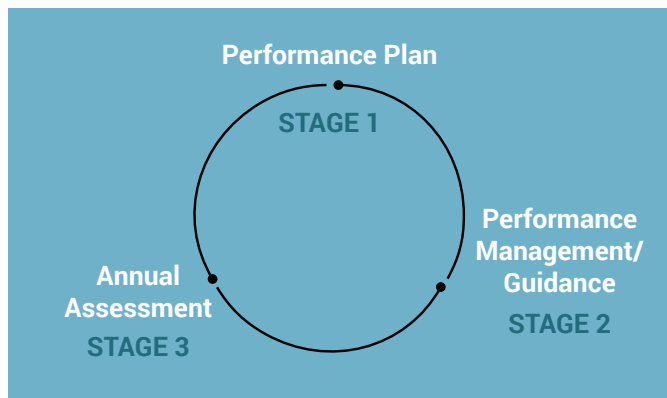 Performance Plan
STAGE 1
Performance
Management/
Guidance
STAGE 2
Annual
Assessment
STAGE 3